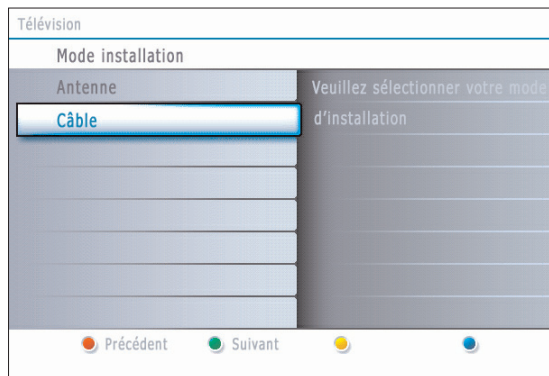 Télévision
Mode installation
Antenne
Câble
Veuillez sélectionner votre mode
d'installation
Précédent
Suivant